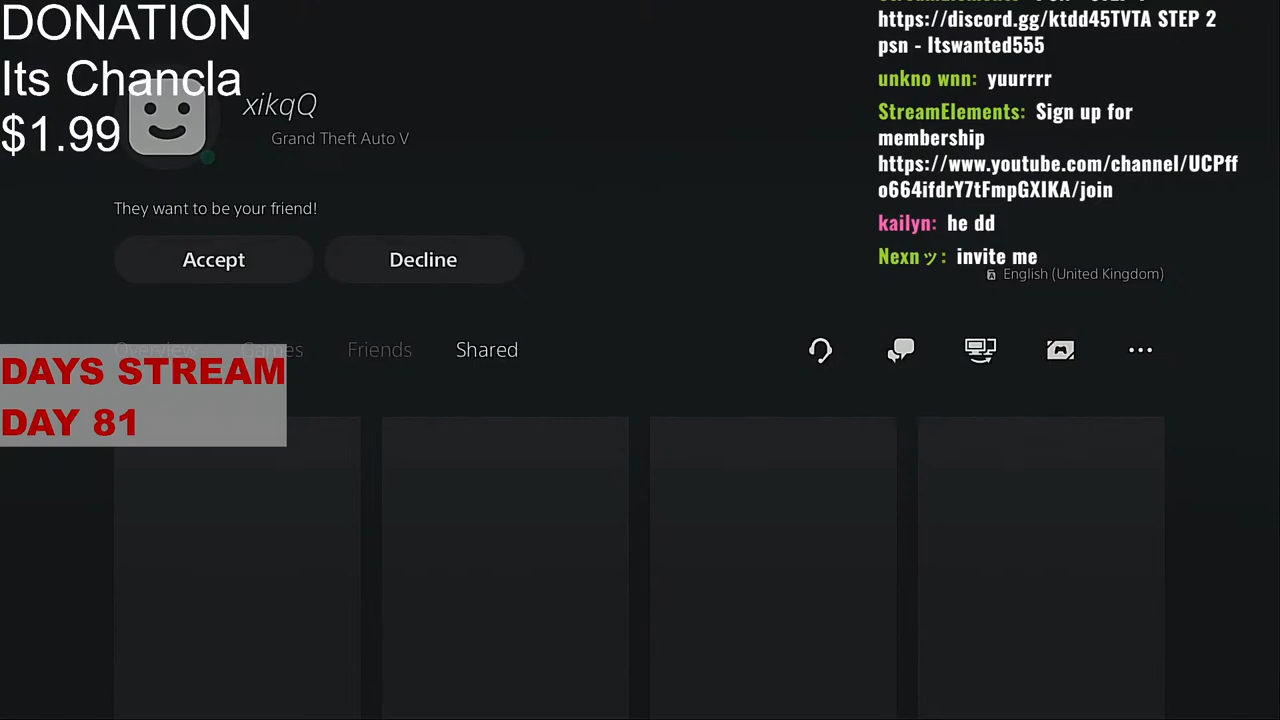 DONATION
Its Chancla
$1.99
xikqQ
Grand Theft Auto V
They want to be your friend!
Accept
Decline
https://discord.gg/ktdd45TVTA STEP 2
psn - Itswanted555
unkno wnn: yuurrrr
StreamElements: Sign up for
membership
https://www.youtube.com/channel/UCPff
o664ifdrY7tFmpGXIKA/join
kailyn: he dd
Nexnッ: invite me
English (United Kingdom)
Overview Games Friends Shared
DAYS STREAM
DAY 81